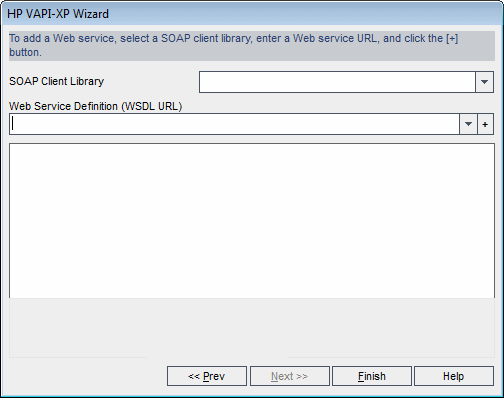 HP VAPI-XP Wizard
To add a Web service, select a SOAP client library, enter a Web service URL, and click the [+]
button.
SOAP Client Library
Web Service Definition (WSDL URL)
+
<< Prev
Next >>
Finish
Help